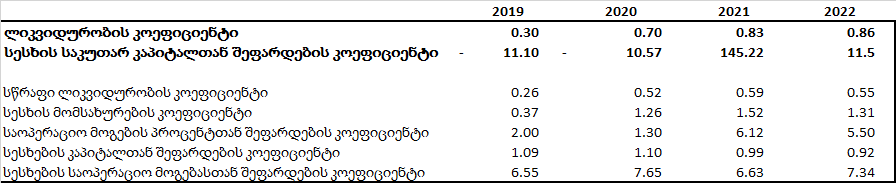 2019 2020 2021 2022
ლიკვიდურობის კოეფიციენტი 0.30 0.70 0.83 0.86
სესხის საკუთარ კაპიტალთან შეფარდების კოეფიციენტი - 11.10 - 10.57 145.22 11.5
სწრაფი ლიკვიდურობის კოეფიციენტი 0.26 0.52 0.59 0.55
სესხის მომსახურების კოეფიციენტი 0.37 1.26 1.52 1.31
საოპერაციო მოგების პროცენტთან შეფარდების კოეფიციენტი 2.00 1.30 6.12 5.50
სესხების კაპიტალთან შეფარდების კოეფიციენტი 1.09 1.10 0.99 0.92
სესხების საოპერაციო მოგებასთან შეფარდების კოეფიციენტი 6.55 7.65 6.63 7.34